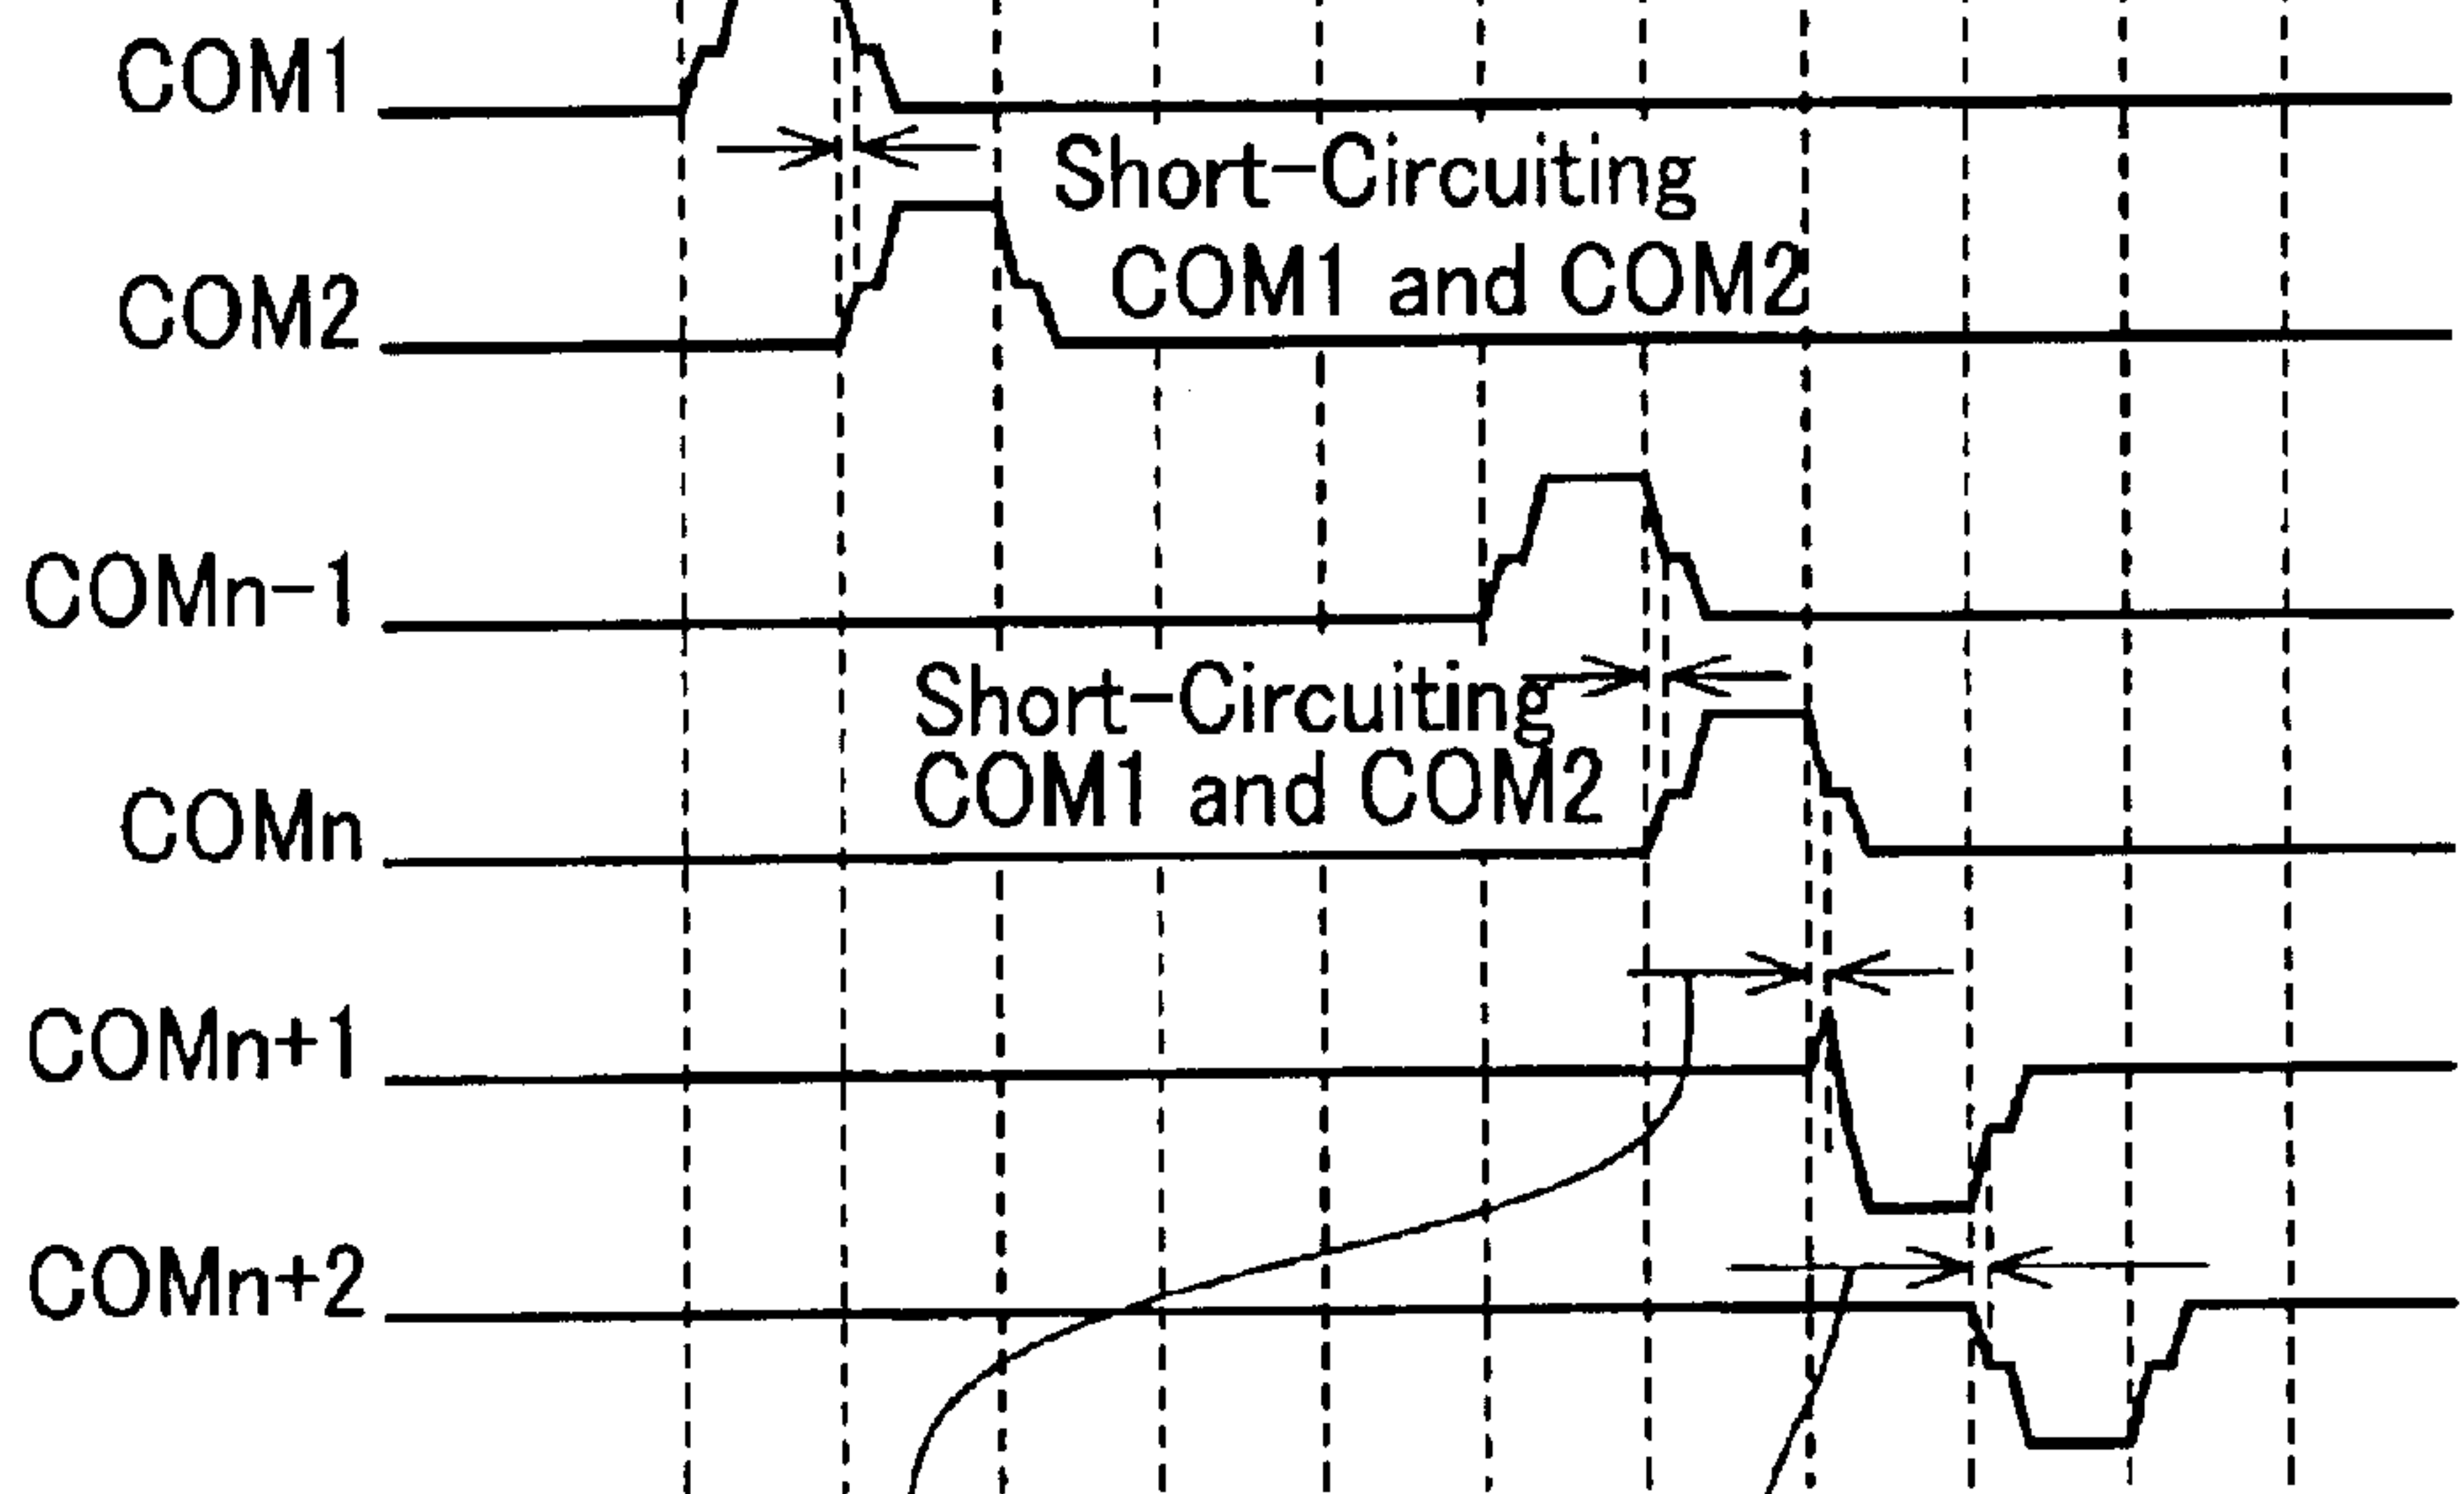 COM1
Short-Circuiting
COM1 and COM2
COM2
COMn-1
Short-Circuiting
COM1 and COM2
COMn
COMn+1
COMn+2